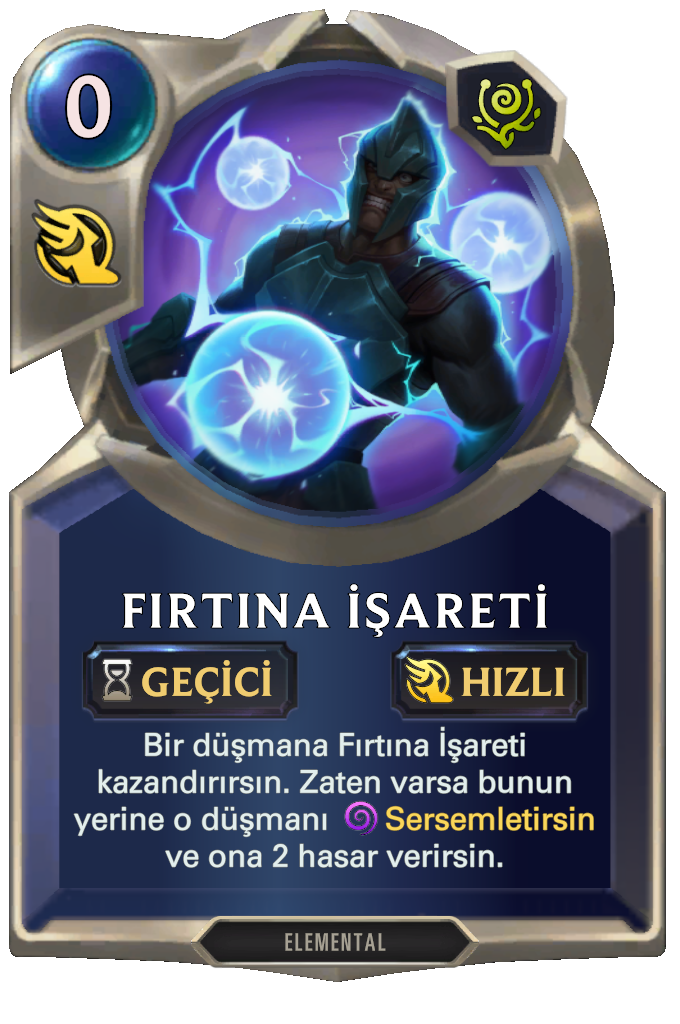 0
FIRTINA İŞARETİ
GEÇİCİ
HIZLI
Bir düşmana Fırtına İşareti
kazandırırsın. Zaten varsa bunun
yerine o düşmanı Sersemletirsin
ve ona 2 hasar verirsin.
ELEMENTAL